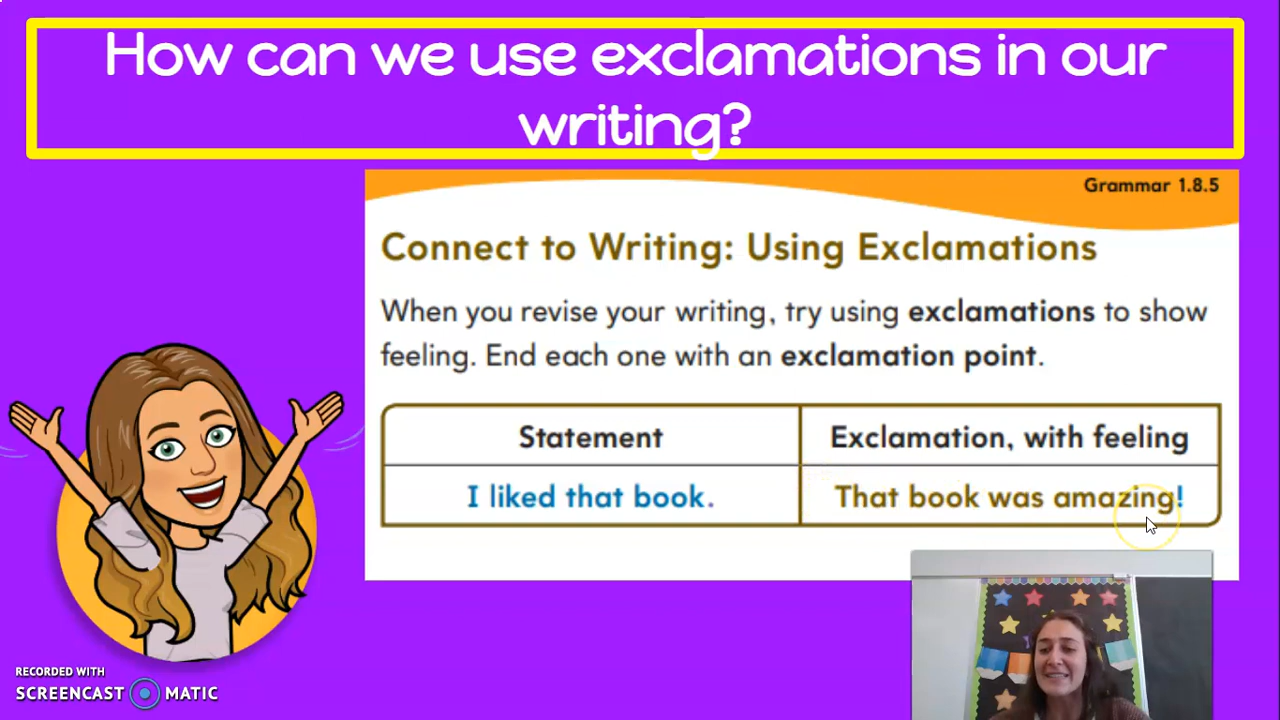 How can we use exclamations in our
writing?
Grammar 1.8.5
Connect to Writing: Using Exclamations
When you revise your writing, try using exclamations to show
feeling. End each one with an exclamation point.
Statement
Exclamation, with feeling
I liked that book.
That book was amazing!
RECORDED WITH
SCREENCAST MATIC